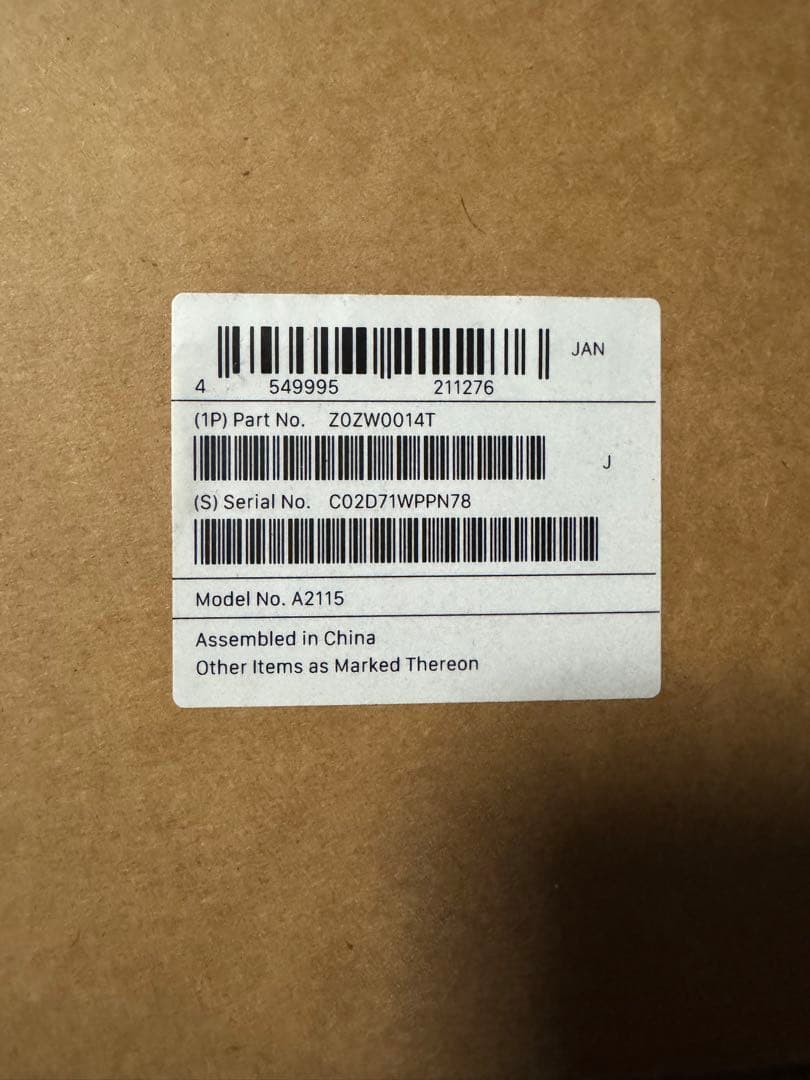 JAN
4 549995 211276
(1P) Part No. Z0ZW0014T
J
(S) Serial No. C02D71WPPN78
Model No. A2115
Assembled in China
Other Items as Marked Thereon